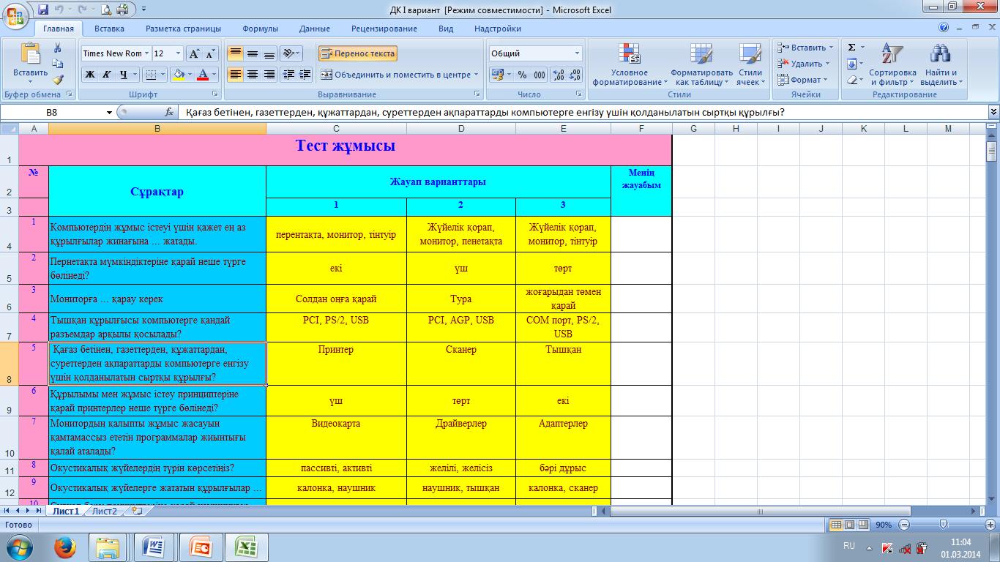 ДК I вариант [Режим совместимости] - Microsoft Excel
Главная Вставка Разметка страницы Формулы Данные Рецензирование Вид Надстройки
Вставить
Буфер обмена
Times New Rom 12
Ж К Ч
Шрифт
Перенос текста
Объединить и поместить в центре
Выравнивание
Общий
% 000
Число
Условное форматирование
Форматировать как таблицу
Стили ячеек
Стили
Вставить
Удалить
Формат
Ячейки
Σ
Сортировка и фильтр
Найти и выделить
Редактирование
B8 fx Қағаз бетінен, газеттерден, құжаттардан, суреттерден ақпараттарды компьютерге енгізу үшін қолданылатын сыртқы құрылғы?
A B C D E F G H I J K L M
1 Тест жұмысы
2 № Сұрақтар Жауап варианттары Менің жауабым
3 1 2 3
4 1 Компьютердің жұмыс істеуі үшін қажет ең аз құрылғылар жинағына … жатады. перентақта, монитор, тінтуір Жүйелік қорап, монитор, пенетақта Жүйелік қорап, монитор, тінтуір
5 2 Пернетақта мүмкіндіктеріне қарай неше түрге бөлінеді? екі үш төрт
6 3 Мониторға … қарау керек Солдан оңға қарай Тура жоғарыдан төмен қарай
7 4 Тышқан құрылғысы компьютерге қандай разъемдар арқылы қосылады? PCI, PS/2, USB PCI, AGP, USB COM порт, PS/2, USB
8 5 Қағаз бетінен, газеттерден, құжаттардан, суреттерден ақпараттарды компьютерге енгізу үшін қолданылатын сыртқы құрылғы? Принтер Сканер Тышқан
9 6 Құрылымы мен жұмыс істеу принциптеріне қарай принтерлер неше түрге бөлінеді? үш төрт екі
10 7 Монитордың қалыпты жұмыс жасауын қамтамассыз ететін программалар жиынтығы қалай аталады? Видеокарта Драйверлер Адаптерлер
11 8 Окустикалық жүйелердің түрін көрсетіңіз? пассивті, активті желілі, желісіз бәрі дұрыс
12 9 Окустикалық жүйелерге жататын құрылғылар … калонка, наушник наушник, тышқан калонка, сканер
10
Лист1 Лист2
Готово 90%
RU 11:04
01.03.2014